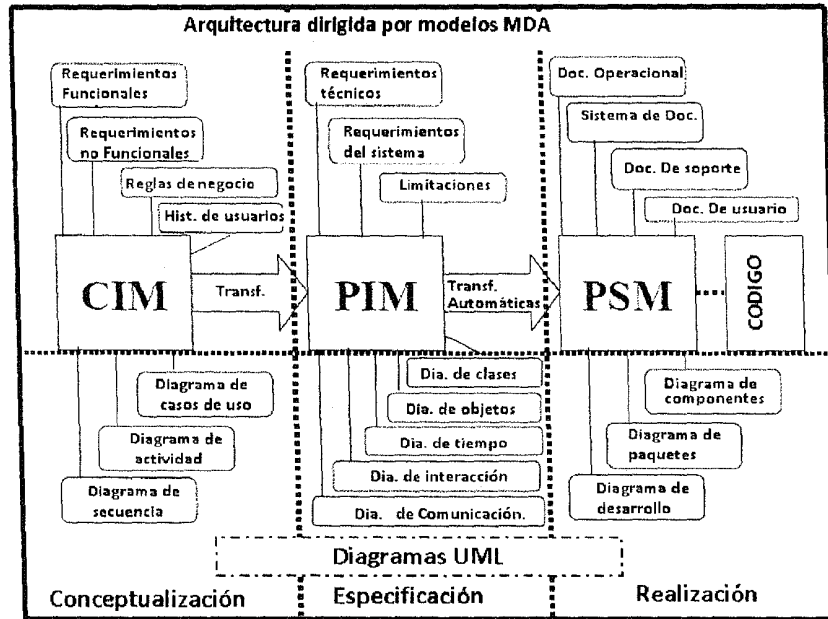 Arquitectura dirigida por modelos MDA
Requerimientos
Funcionales
Requerimientos
no Funcionales
Reglas de negocio
Hist. de usuarios
CIM
Transf.
Diagrama de
casos de uso
Diagrama de
actividad
Diagrama de
secuencia
Conceptualización
Requerimientos
técnicos
Requerimientos
del sistema
Limitaciones
PIM
Transf.
Automáticas
Dia. de clases
Dia. de objetos
Dia. de tiempo
Dia. de interacción
Dia. de Comunicación.
Diagramas UML
Especificación
Doc. Operacional
Sistema de Doc.
Doc. De soporte
Doc. De usuario
PSM
CODIGO
Diagrama de
componentes
Diagrama de
paquetes
Diagrama de
desarrollo
Realización